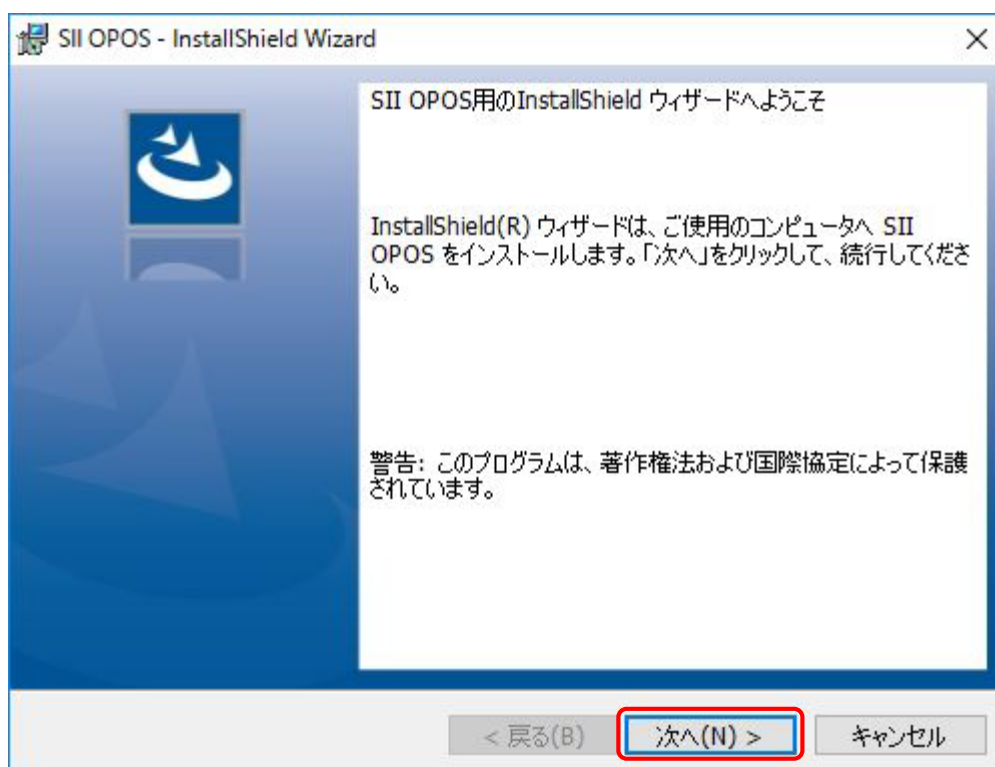 SII OPOS - InstallShield Wizard
SII OPOS用のInstallShield ウィザードへようこそ
InstallShield(R) ウィザードは、ご使用のコンピュータへ SII
OPOS をインストールします。「次へ」をクリックして、続行してくださ
い。
警告: このプログラムは、著作権法および国際協定によって保護
されています。
< 戻る(B)
次へ(N) >
キャンセル